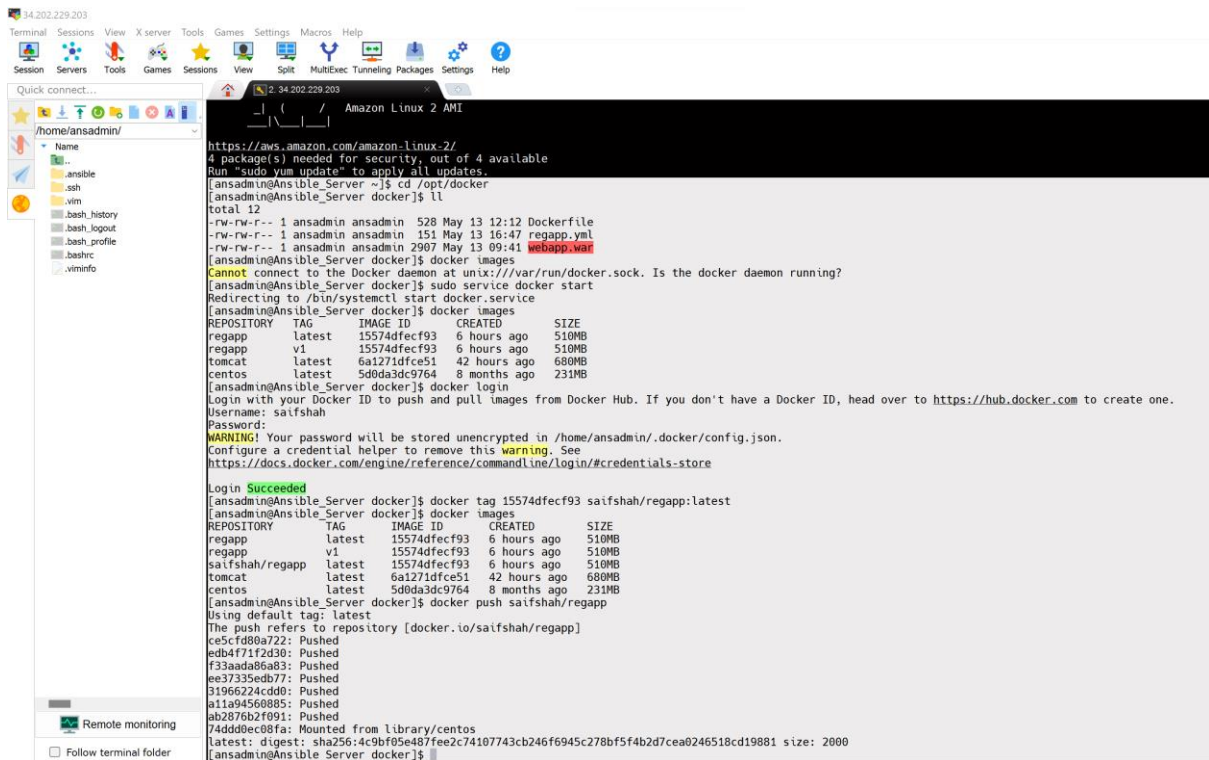 34.202.229.203
Terminal Sessions View X server Tools Games Settings Macros Help
Session Servers Tools Games Sessions View Split MultiExec Tunneling Packages Settings Help
Quick connect...
2. 34.202.229.203
/home/ansadmin/
Name
..
.ansible
.ssh
.vim
.bash_history
.bash_logout
.bash_profile
.bashrc
.viminfo
Remote monitoring
Follow terminal folder
_| ( / Amazon Linux 2 AMI
___|\___|___|
https://aws.amazon.com/amazon-linux-2/
4 package(s) needed for security, out of 4 available
Run "sudo yum update" to apply all updates.
[ansadmin@Ansible_Server ~]$ cd /opt/docker
[ansadmin@Ansible_Server docker]$ ll
total 12
-rw-rw-r-- 1 ansadmin ansadmin 528 May 13 12:12 Dockerfile
-rw-rw-r-- 1 ansadmin ansadmin 151 May 13 16:47 regapp.yml
-rw-rw-r-- 1 ansadmin ansadmin 2907 May 13 09:41 webapp.war
[ansadmin@Ansible_Server docker]$ docker images
Cannot connect to the Docker daemon at unix:///var/run/docker.sock. Is the docker daemon running?
[ansadmin@Ansible_Server docker]$ sudo service docker start
Redirecting to /bin/systemctl start docker.service
[ansadmin@Ansible_Server docker]$ docker images
REPOSITORY TAG IMAGE ID CREATED SIZE
regapp latest 15574dfecf93 6 hours ago 510MB
regapp v1 15574dfecf93 6 hours ago 510MB
tomcat latest 6a1271dfce51 42 hours ago 680MB
centos latest 5d0da3dc9764 8 months ago 231MB
[ansadmin@Ansible_Server docker]$ docker login
Login with your Docker ID to push and pull images from Docker Hub. If you don't have a Docker ID, head over to https://hub.docker.com to create one.
Username: saifshah
Password:
WARNING! Your password will be stored unencrypted in /home/ansadmin/.docker/config.json.
Configure a credential helper to remove this warning. See
https://docs.docker.com/engine/reference/commandline/login/#credentials-store
Login Succeeded
[ansadmin@Ansible_Server docker]$ docker tag 15574dfecf93 saifshah/regapp:latest
[ansadmin@Ansible_Server docker]$ docker images
REPOSITORY TAG IMAGE ID CREATED SIZE
regapp latest 15574dfecf93 6 hours ago 510MB
regapp v1 15574dfecf93 6 hours ago 510MB
saifshah/regapp latest 15574dfecf93 6 hours ago 510MB
tomcat latest 6a1271dfce51 42 hours ago 680MB
centos latest 5d0da3dc9764 8 months ago 231MB
[ansadmin@Ansible_Server docker]$ docker push saifshah/regapp
Using default tag: latest
The push refers to repository [docker.io/saifshah/regapp]
ce5cfd80a722: Pushed
edb4f71f2d30: Pushed
f33aada86a83: Pushed
ee37335edb77: Pushed
31966224cdd0: Pushed
a11a94560885: Pushed
ab2876b2f091: Pushed
74ddd0ec08fa: Mounted from library/centos
latest: digest: sha256:4c9bf05e487fee2c74107743cb246f6945c278bf5f4b2d7cea0246518cd19881 size: 2000
[ansadmin@Ansible_Server docker]$